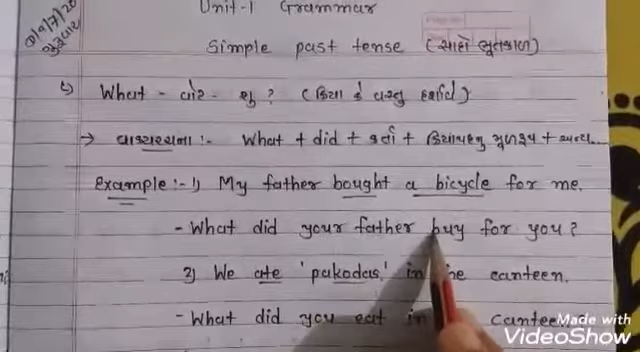 Unit-1 Grammar
ગુરૂવાર
Simple past tense (સાદો ભૂતકાળ)
What - વોટ - શુ? (ક્રિયા કે વસ્તુ દર્શાવે)
→ વાક્યરચના :- What + did + કર્તા + ક્રિયાપદનુ મૂળરૂપ + અન્ય...
Example :- 1) My father bought a bicycle for me.
- What did your father buy for you?
2) We ate 'pakodas' in the canteen.
- What did you eat in canteen
Made with
VideoShow